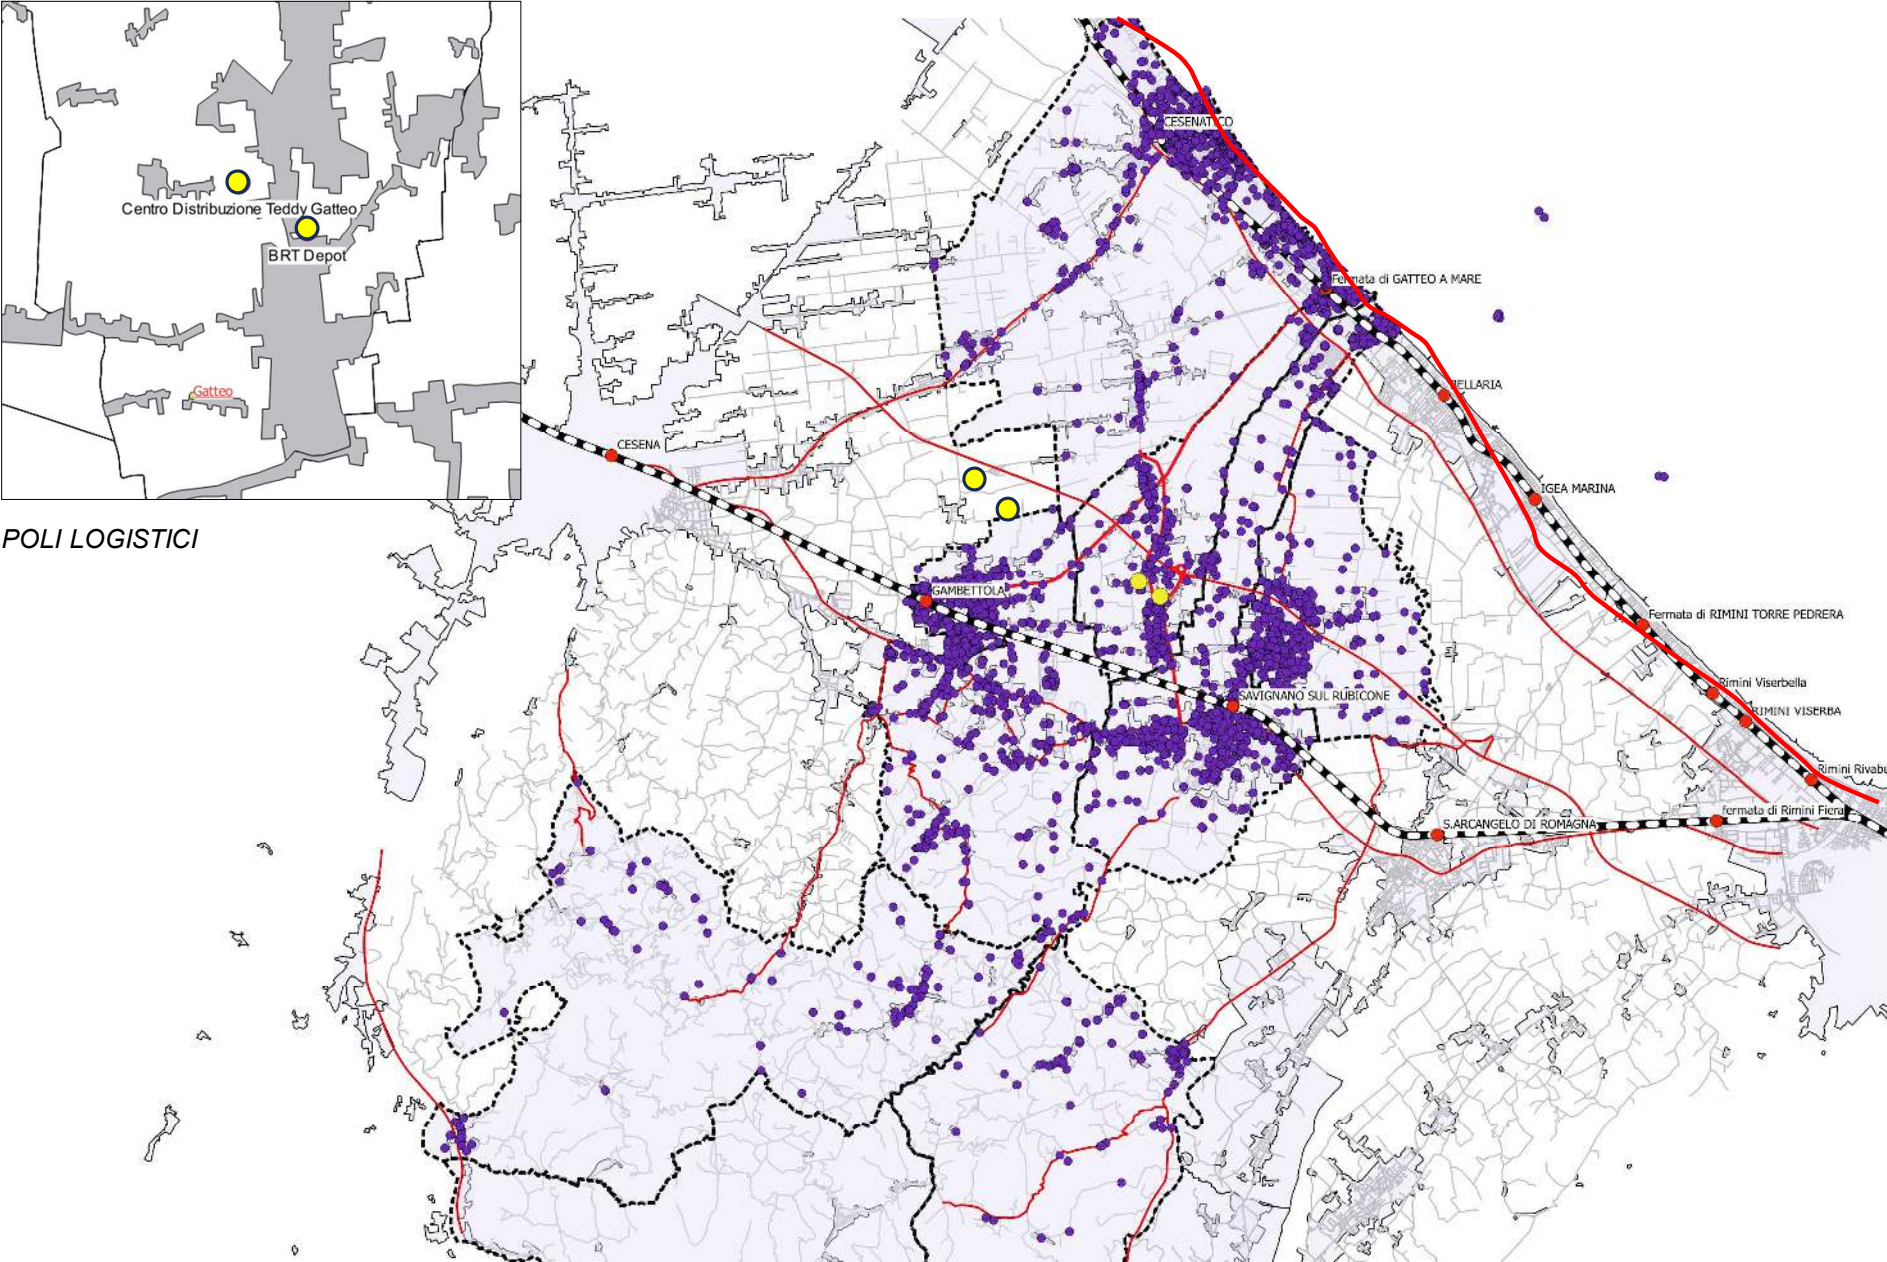 Centro Distribuzione Teddy Gatteo
BRT Depot
Gatteo
POLI LOGISTICI
CESENATICO
Fermata di GATTEO A MARE
BELLARIA
CESENA
IGEA MARINA
GAMBETTOLA
Fermata di RIMINI TORRE PEDRERA
SAVIGNANO SUL RUBICONE
Rimini Viserbella
RIMINI VISERBA
Rimini Rivabe
fermata di Rimini Fiera
S.ARCANGELO DI ROMAGNA